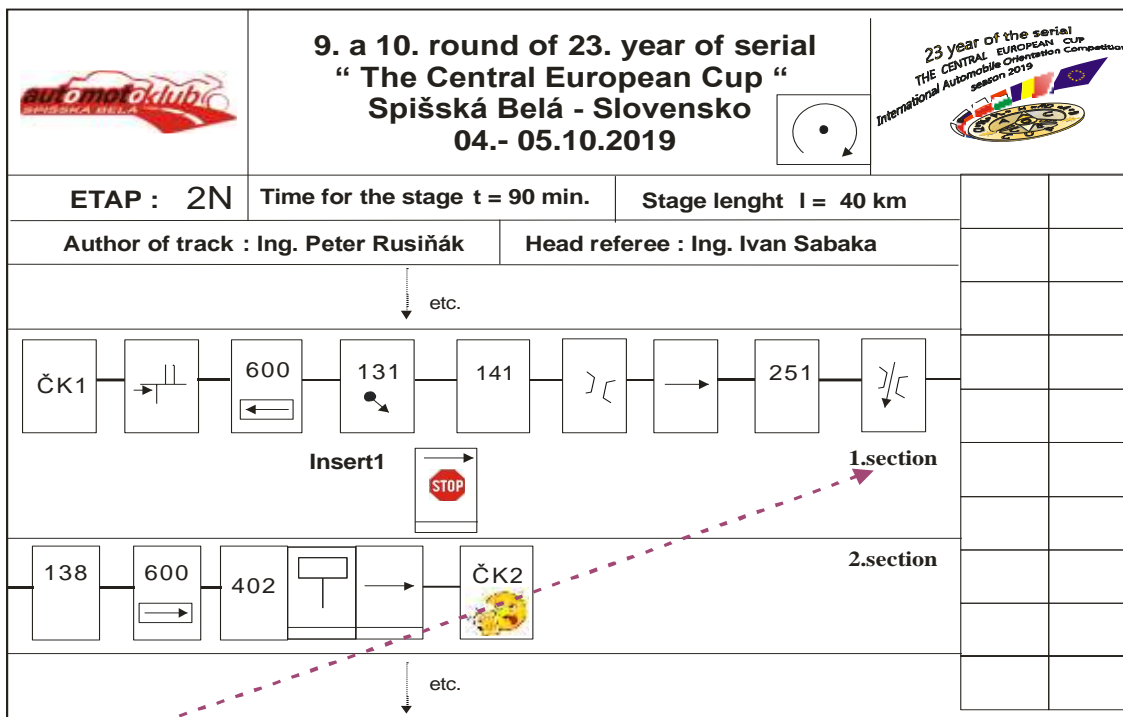 automotoklub
SPIŠSKÁ BELÁ
9. a 10. round of 23. year of serial
“ The Central European Cup “
Spišská Belá - Slovensko
04.- 05.10.2019
23 year of the serial
THE CENTRAL EUROPEAN CUP
International Automobile Orientation Competition
season 2019
ETAP : 2N
Time for the stage t = 90 min.
Stage lenght l = 40 km
Author of track : Ing. Peter Rusiňák
Head referee : Ing. Ivan Sabaka
etc.
ČK1
600
131
141
251
Insert1
STOP
1.section
138
600
402
ČK2
2.section
etc.